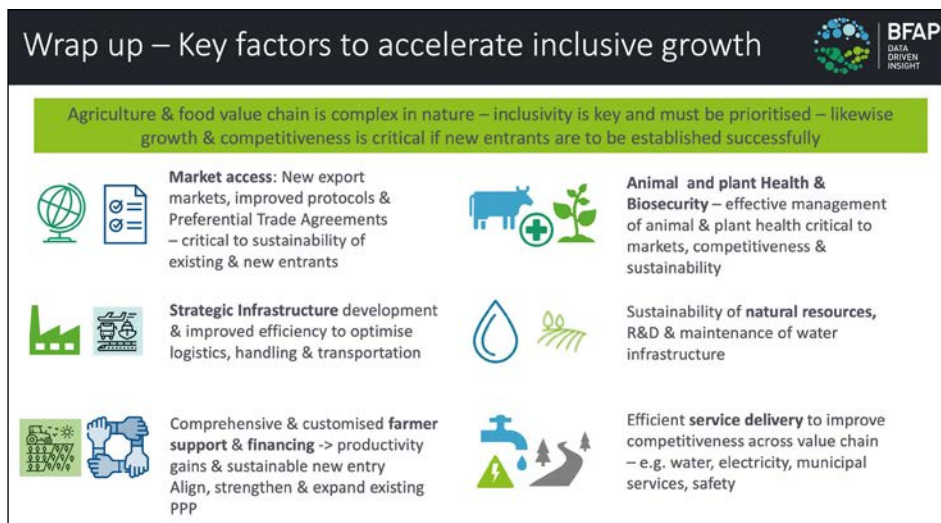 Wrap up – Key factors to accelerate inclusive growth
BFAP
DATA
DRIVEN
INSIGHT
Agriculture & food value chain is complex in nature – inclusivity is key and must be prioritised – likewise
growth & competitiveness is critical if new entrants are to be established successfully
Market access: New export
markets, improved protocols &
Preferential Trade Agreements
– critical to sustainability of
existing & new entrants
Animal and plant Health &
Biosecurity – effective management
of animal & plant health critical to
markets, competitiveness &
sustainability
Strategic Infrastructure development
& improved efficiency to optimise
logistics, handling & transportation
Sustainability of natural resources,
R&D & maintenance of water
infrastructure
Comprehensive & customised farmer
support & financing -> productivity
gains & sustainable new entry
Align, strengthen & expand existing
PPP
Efficient service delivery to improve
competitiveness across value chain
– e.g. water, electricity, municipal
services, safety